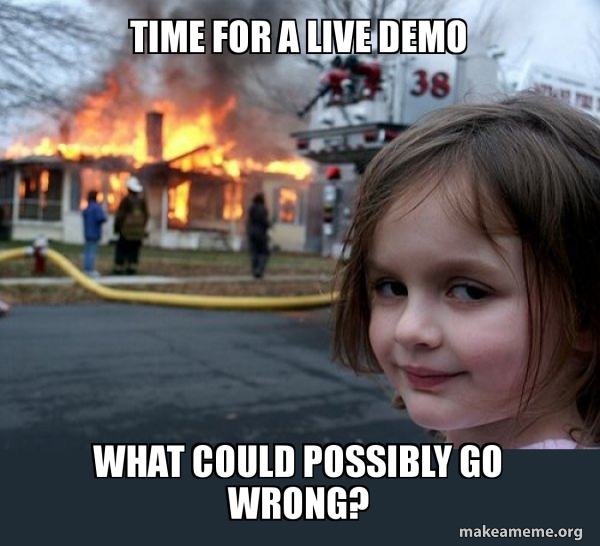 TIME FOR A LIVE DEMO
38
WHAT COULD POSSIBLY GO
WRONG?
makeameme.org